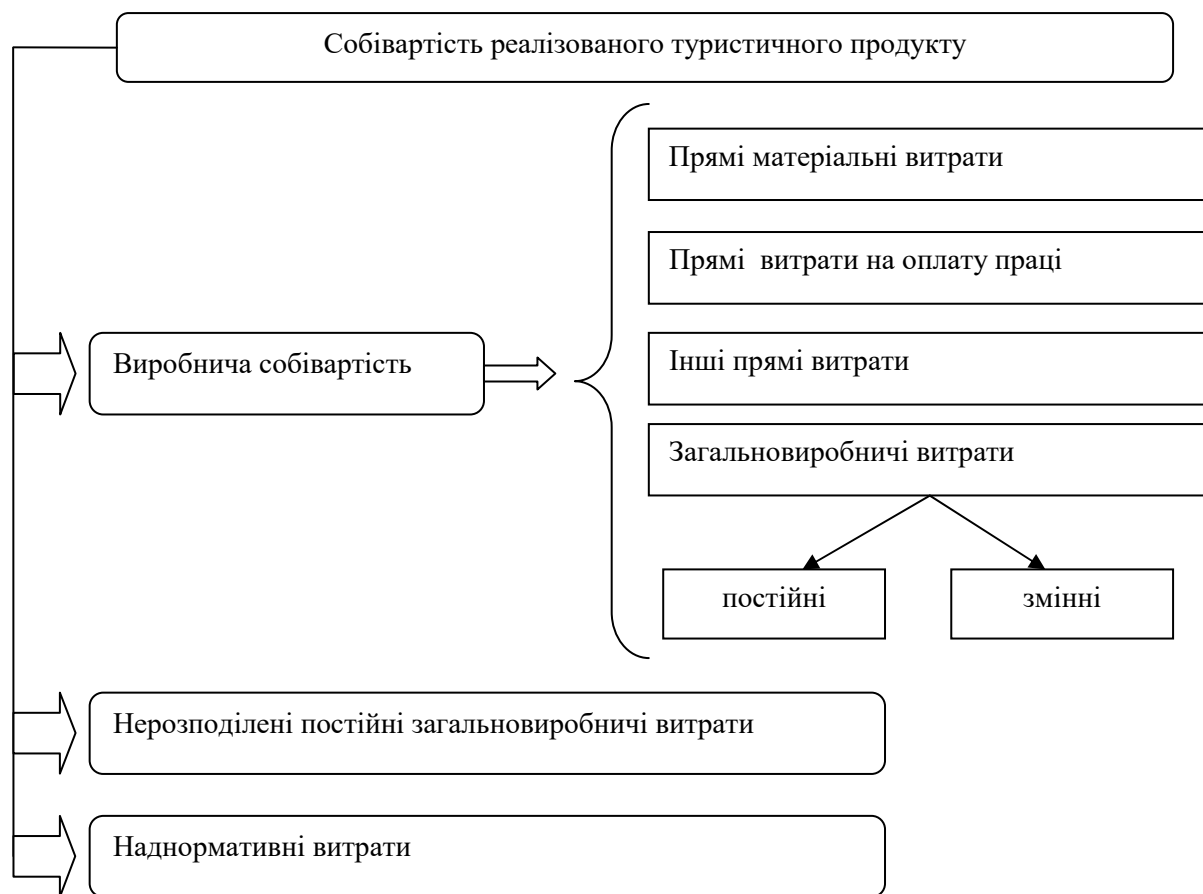 Собівартість реалізованого туристичного продукту
Прямі матеріальні витрати
Прямі витрати на оплату праці
Виробнича собівартість
Інші прямі витрати
Загальновиробничі витрати
постійні
змінні
Нерозподілені постійні загальновиробничі витрати
Наднормативні витрати